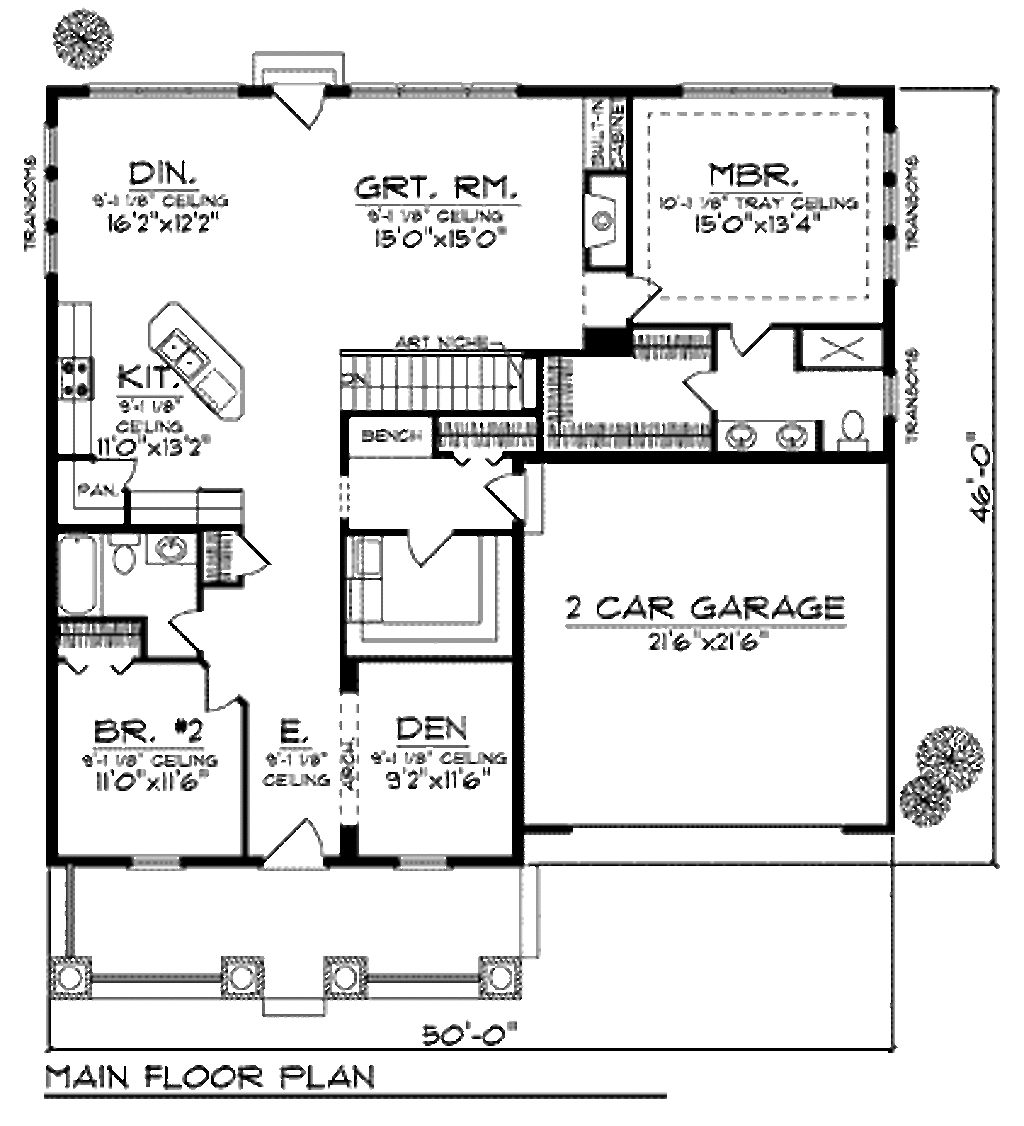 DIN.
9'-1 1/8" CEILING
16'2"x12'2"
GRT. RM.
9'-1 1/8" CEILING
15'0"x15'0"
BUILT-IN
CABINE
MBR.
10'-1 1/8" TRAY CEILING
15'0"x13'4"
TRANSOMS
TRANSOMS
ART NICHE
DN
KIT.
9'-1 1/8"
CEILING
11'0"x13'2"
TRANSOMS
BENCH
PAN.
46'-0"
2 CAR GARAGE
21'6"x21'6"
BR. #2
9'-1 1/8" CEILING
11'0"x11'6"
E.
9'-1 1/8"
CEILING
ARCH
DEN
9'-1 1/8" CEILING
9'2"x11'6"
50'-0"
MAIN FLOOR PLAN